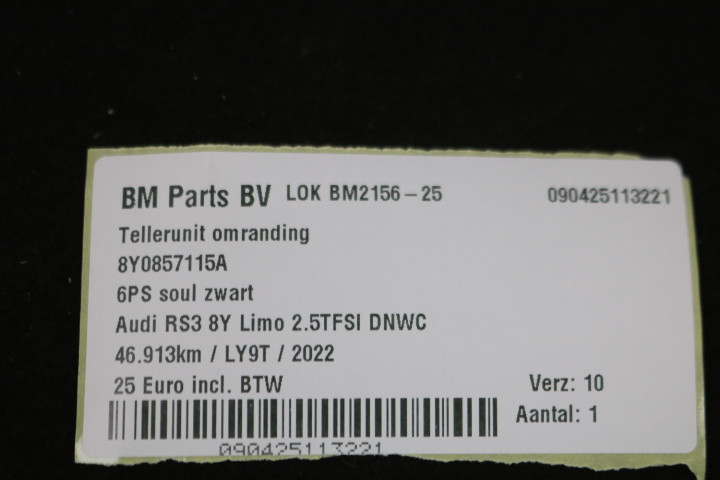 BM Parts BV LOK BM2156-25 090425113221
Tellerunit omranding
8Y0857115A
6PS soul zwart
Audi RS3 8Y Limo 2.5TFSI DNWC
46.913km / LY9T / 2022
25 Euro incl. BTW Verz: 10
Aantal: 1
090425113221